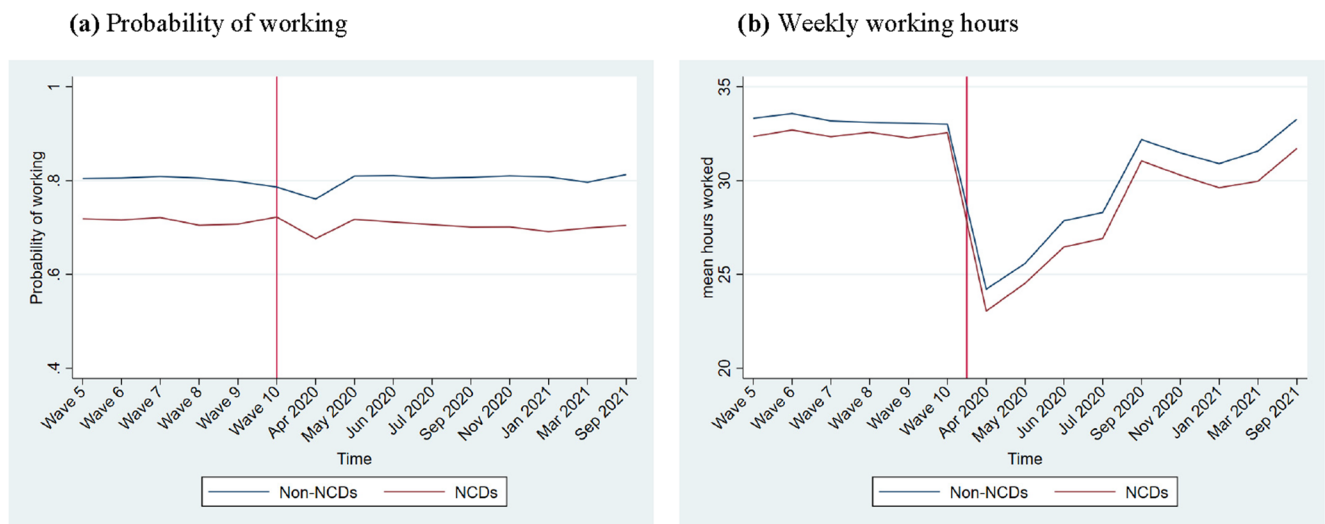 (a) Probability of working
Probability of working
1
.8
.6
.4
Wave 5
Wave 6
Wave 7
Wave 8
Wave 9
Wave 10
Apr 2020
May 2020
Jun 2020
Jul 2020
Sep 2020
Nov 2020
Jan 2021
Mar 2021
Sep 2021
Time
Non-NCDs
NCDs
(b) Weekly working hours
mean hours worked
35
30
25
20
Wave 5
Wave 6
Wave 7
Wave 8
Wave 9
Wave 10
Apr 2020
May 2020
Jun 2020
Jul 2020
Sep 2020
Nov 2020
Jan 2021
Mar 2021
Sep 2021
Time
Non-NCDs
NCDs